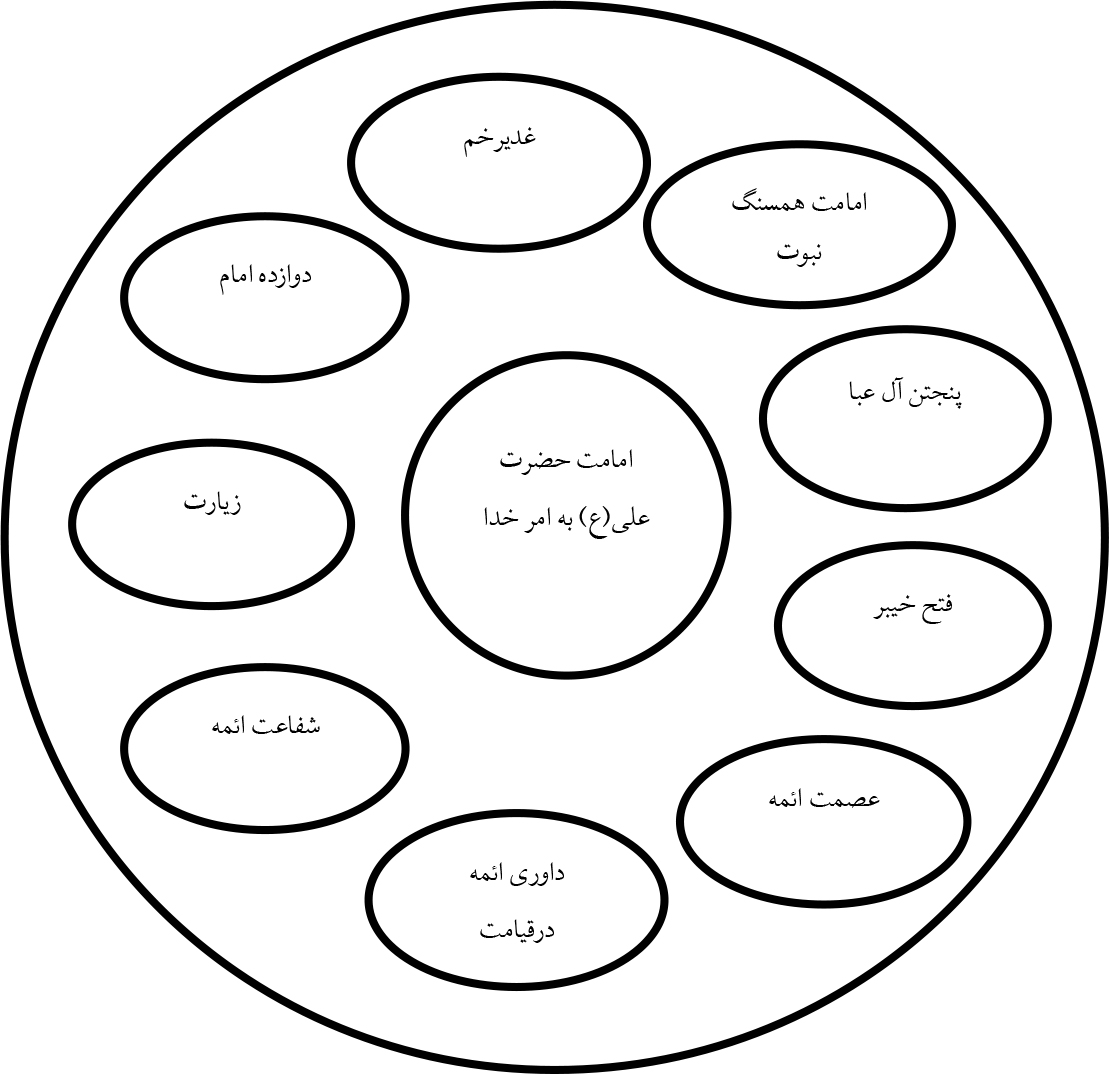 غدیرخم
امامت همسنگ
نبوت
دوازده امام
پنجتن آل عبا
امامت حضرت
علی(ع) به امر خدا
زیارت
فتح خیبر
شفاعت ائمه
عصمت ائمه
داوری ائمه
درقیامت